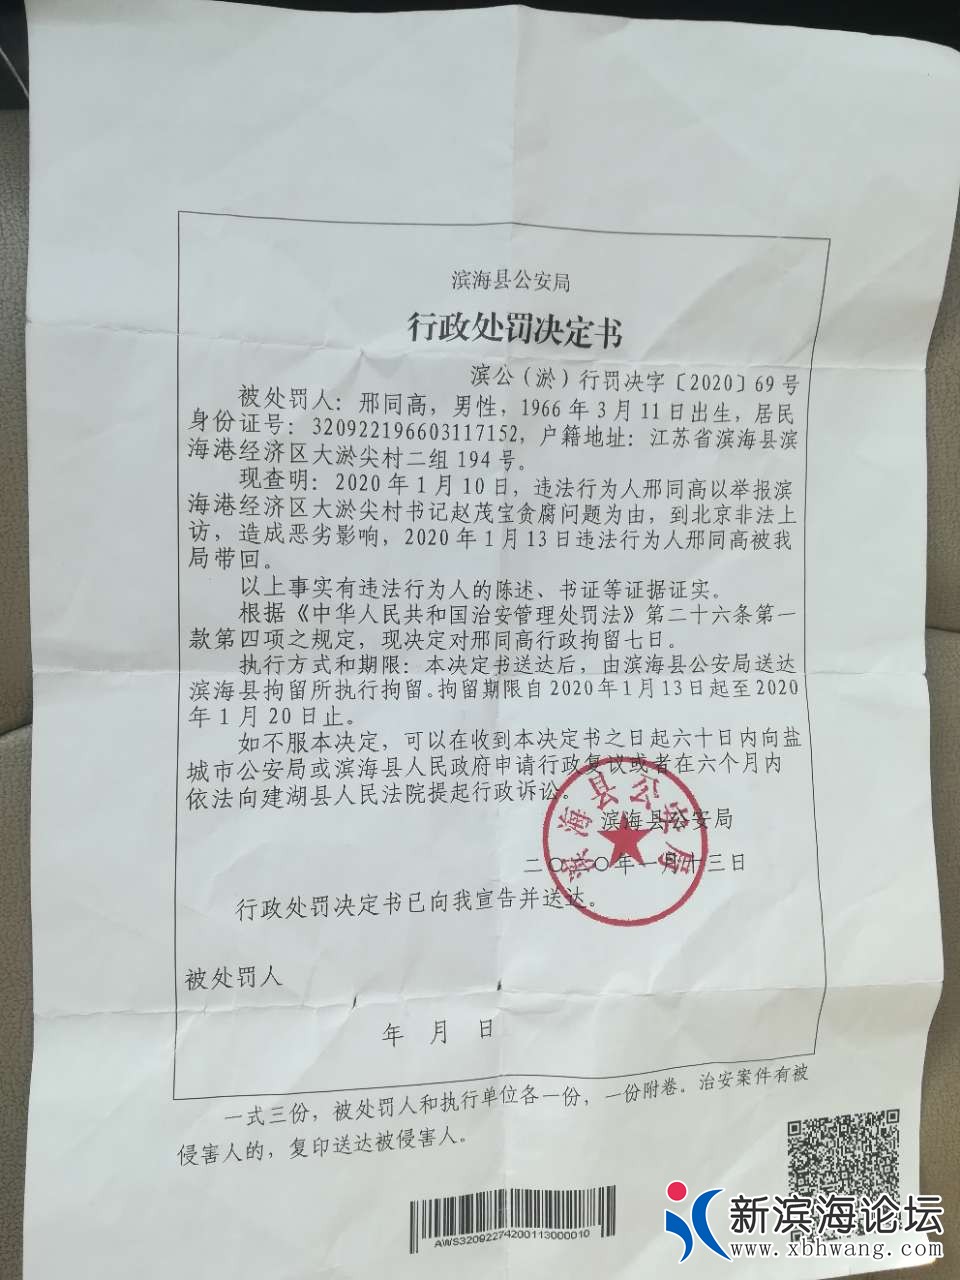 滨海县公安局
行政处罚决定书
滨公（淤）行罚决字〔2020〕69号
被处罚人：邢同高，男性，1966年3月11日出生，居民
身份证号：320922196603117152，户籍地址：江苏省滨海县滨
海港经济区大淤尖村二组194号。
现查明：2020年1月10日，违法行为人邢同高以举报滨
海港经济区大淤尖村书记赵茂宝贪腐问题为由，到北京非法上
访，造成恶劣影响，2020年1月13日违法行为人邢同高被我
局带回。
以上事实有违法行为人的陈述、书证等证据证实。
根据《中华人民共和国治安管理处罚法》第二十六条第一
款第四项之规定，现决定对邢同高行政拘留七日。
执行方式和期限：本决定书送达后，由滨海县公安局送达
滨海县拘留所执行拘留。拘留期限自2020年1月13日起至2020
年1月20日止。
如不服本决定，可以在收到本决定书之日起六十日内向盐
城市公安局或滨海县人民政府申请行政复议或者在六个月内
依法向建湖县人民法院提起行政诉讼。
滨海县公安局
滨海县公安局
二〇二〇年一月十三日
行政处罚决定书已向我宣告并送达。
被处罚人
年 月 日
一式三份，被处罚人和执行单位各一份，一份附卷。治安案件有被
侵害人的，复印送达被侵害人。
AWS32092274200113000010
新滨海论坛
www.xbhwang.com